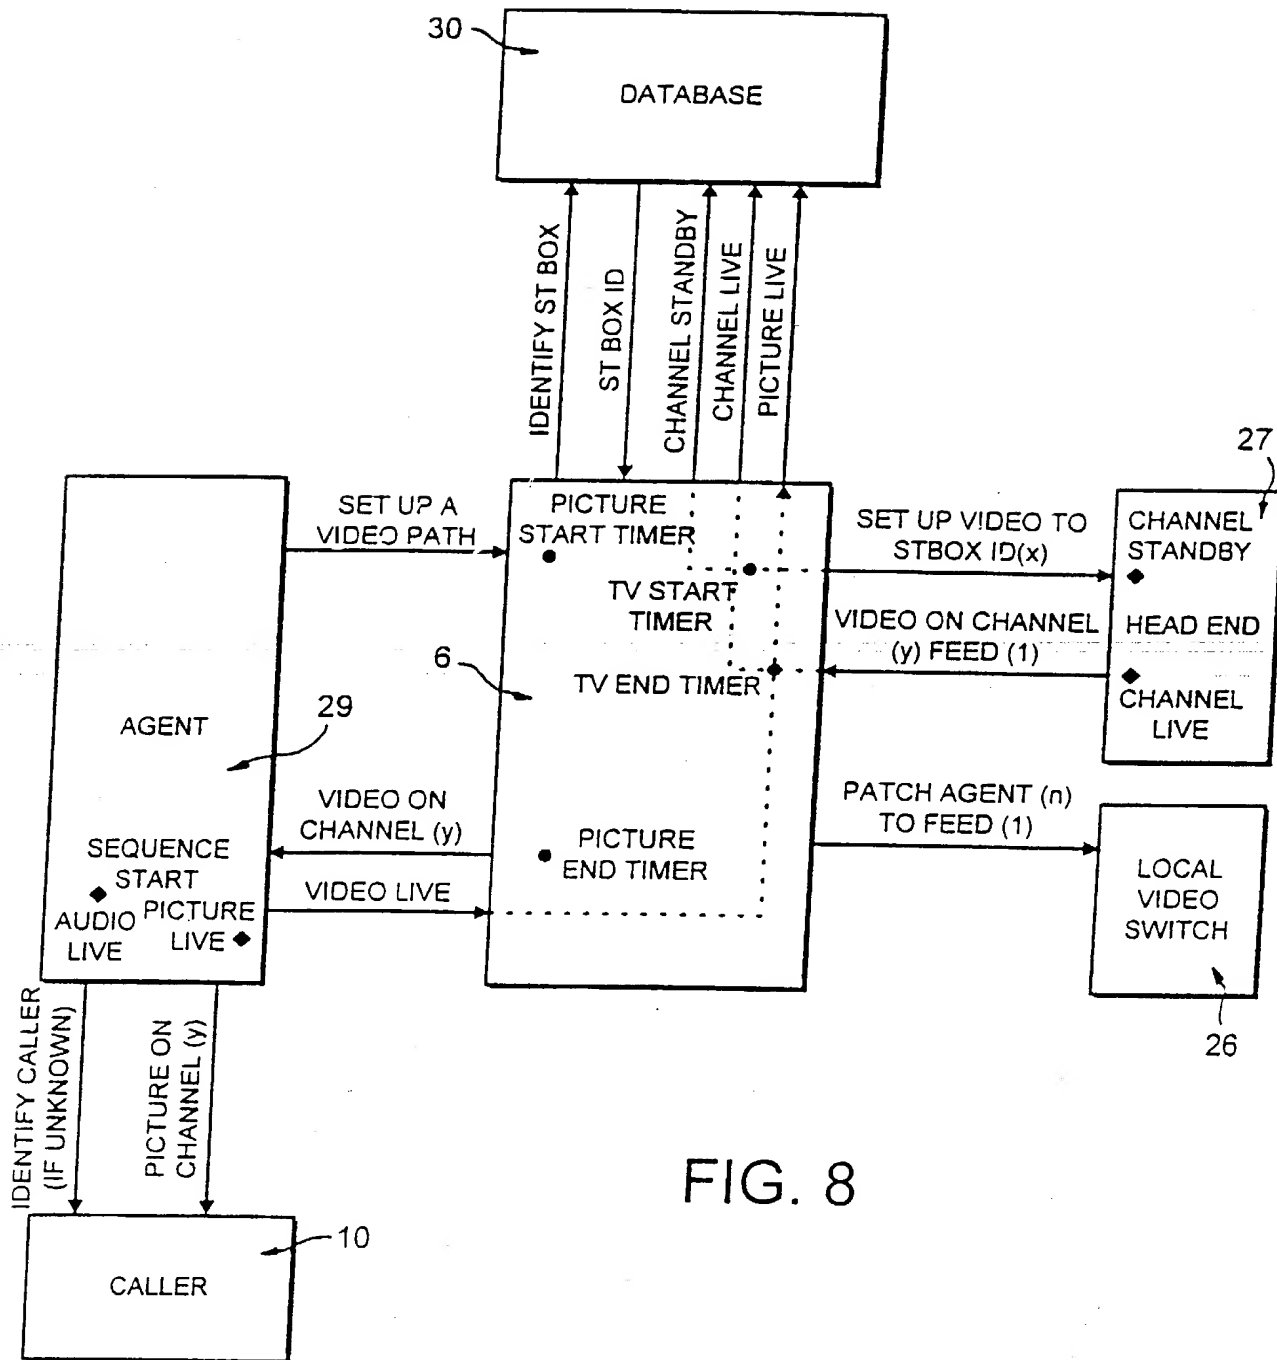 30
DATABASE
IDENTIFY ST BOX
ST BOX ID
CHANNEL STANDBY
CHANNEL LIVE
PICTURE LIVE
27
SET UP A
VIDEO PATH
PICTURE
START TIMER
SET UP VIDEO TO
STBOX ID(x)
CHANNEL
STANDBY
TV START
TIMER
VIDEO ON CHANNEL
(y) FEED (1)
HEAD END
6
TV END TIMER
CHANNEL
LIVE
AGENT
29
VIDEO ON
CHANNEL (y)
PICTURE
END TIMER
PATCH AGENT (n)
TO FEED (1)
SEQUENCE
START
AUDIO
LIVE
PICTURE
LIVE
VIDEO LIVE
LOCAL
VIDEO
SWITCH
26
IDENTIFY CALLER
(IF UNKNOWN)
PICTURE ON
CHANNEL (y)
10
CALLER
FIG. 8